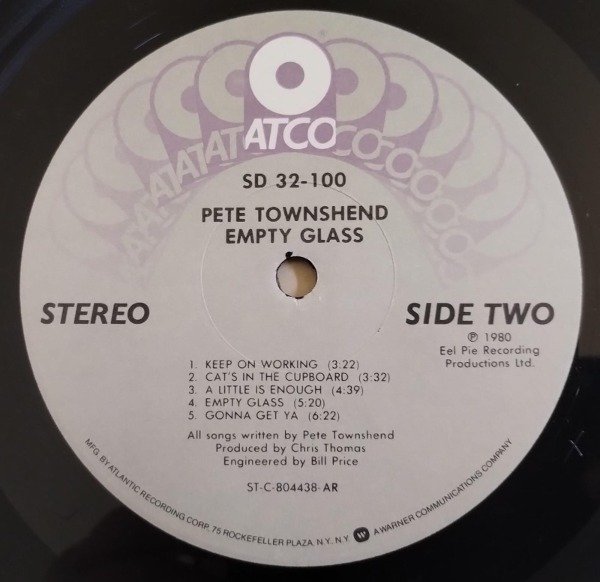 ATCO
SD 32-100
PETE TOWNSHEND
EMPTY GLASS
STEREO
SIDE TWO
℗ 1980
Eel Pie Recording
Productions Ltd.
1. KEEP ON WORKING (3:22)
2. CAT'S IN THE CUPBOARD (3:32)
3. A LITTLE IS ENOUGH (4:39)
4. EMPTY GLASS (5:20)
5. GONNA GET YA (6:22)
All songs written by Pete Townshend
Produced by Chris Thomas
Engineered by Bill Price
ST-C-804438-AR
MFG. BY ATLANTIC RECORDING CORP. 75 ROCKEFELLER PLAZA, N.Y. N.Y. A WARNER COMMUNICATIONS COMPANY